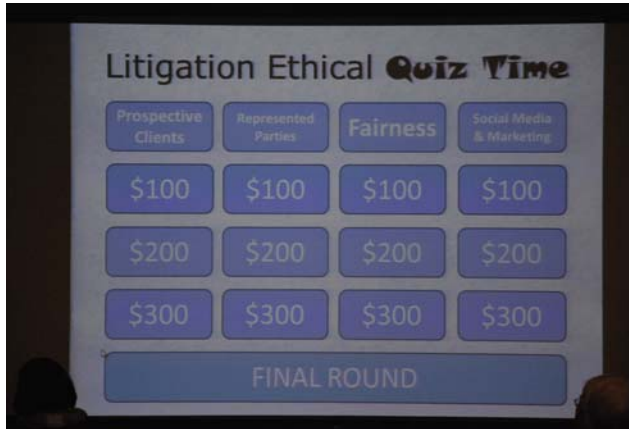 Litigation Ethical Quiz Time
Prospective
Clients
Represented
Parties
Fairness
Social Media
& Marketing
$100 $100 $100 $100
$200 $200 $200 $200
$300 $300 $300 $300
FINAL ROUND